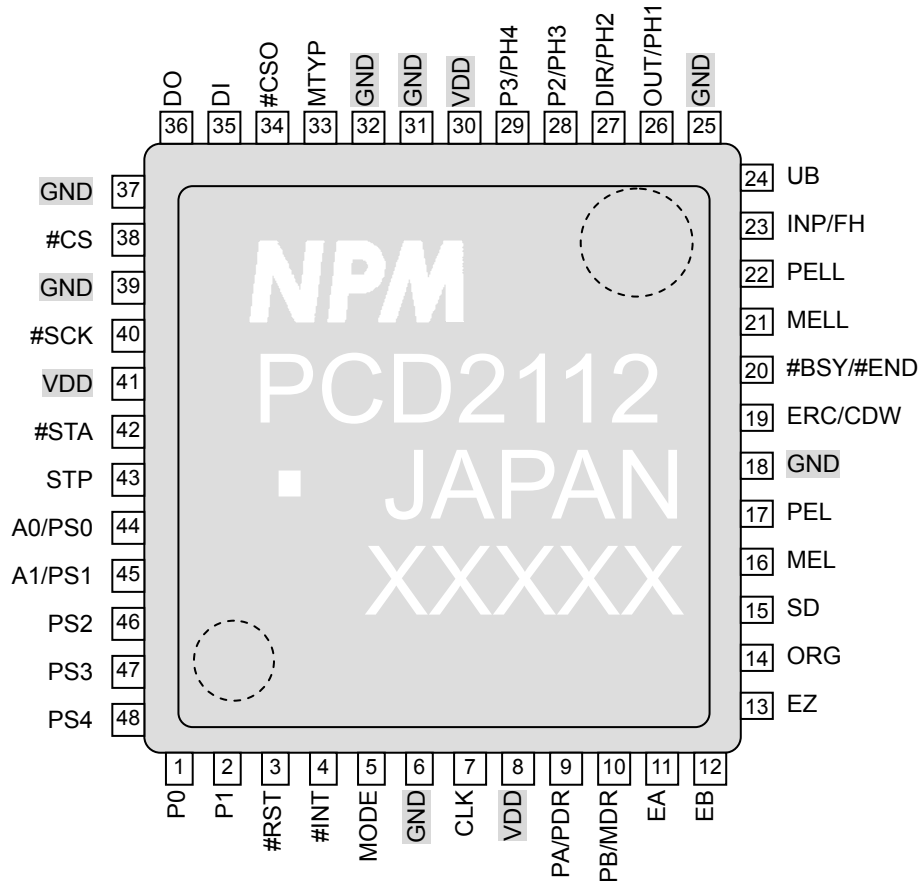 DO DI #CSO MTYP GND GND VDD P3/PH4 P2/PH3 DIR/PH2 OUT/PH1 GND
36 35 34 33 32 31 30 29 28 27 26 25
GND 37
#CS 38
GND 39
#SCK 40
VDD 41
#STA 42
STP 43
A0/PS0 44
A1/PS1 45
PS2 46
PS3 47
PS4 48
NPM
PCD2112
JAPAN
XXXXX
24 UB
23 INP/FH
22 PELL
21 MELL
20 #BSY/#END
19 ERC/CDW
18 GND
17 PEL
16 MEL
15 SD
14 ORG
13 EZ
1 2 3 4 5 6 7 8 9 10 11 12
P0 P1 #RST #INT MODE GND CLK VDD PA/PDR PB/MDR EA EB